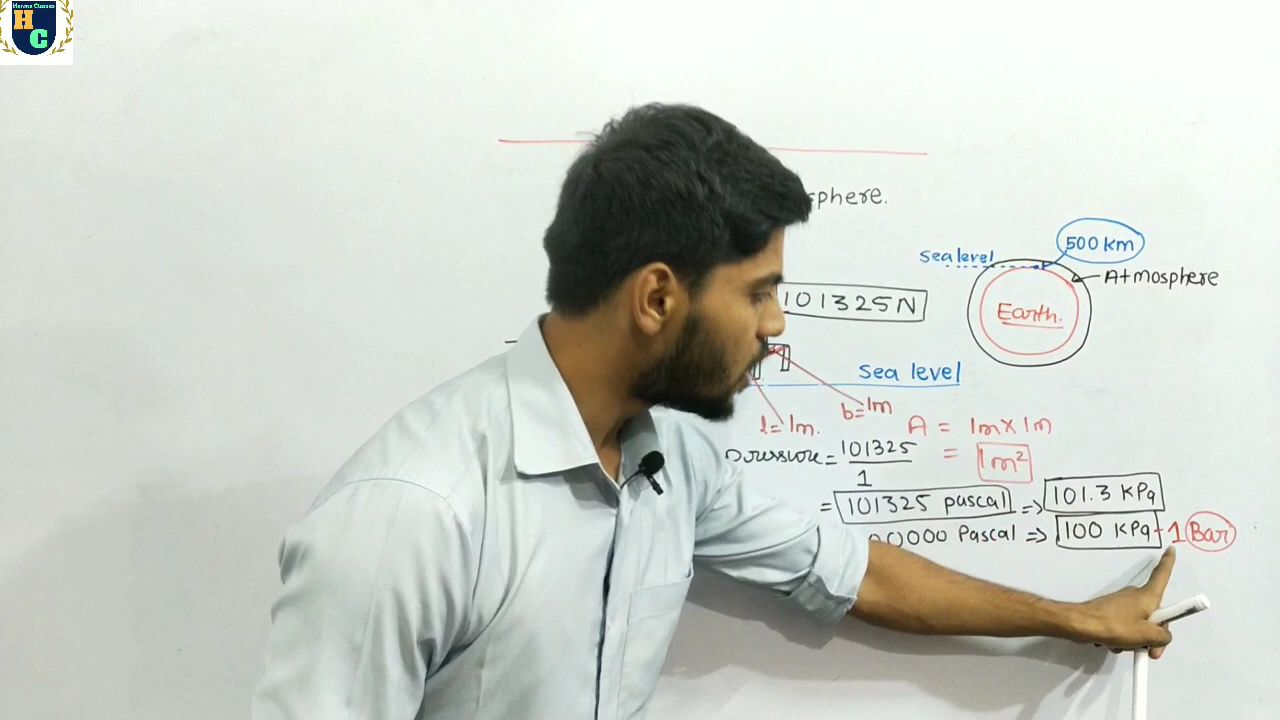 Harone Classes
H
C
sphere.
500 km
sea level
Atmosphere
Earth.
101325N
sea level
b=1m
l=1m.
A = 1m x 1m
= 1m²
pressure = 101325
1
= 101325 pascal => 101.3 KPa
00000 Pascal => 100 KPa - 1 Bar